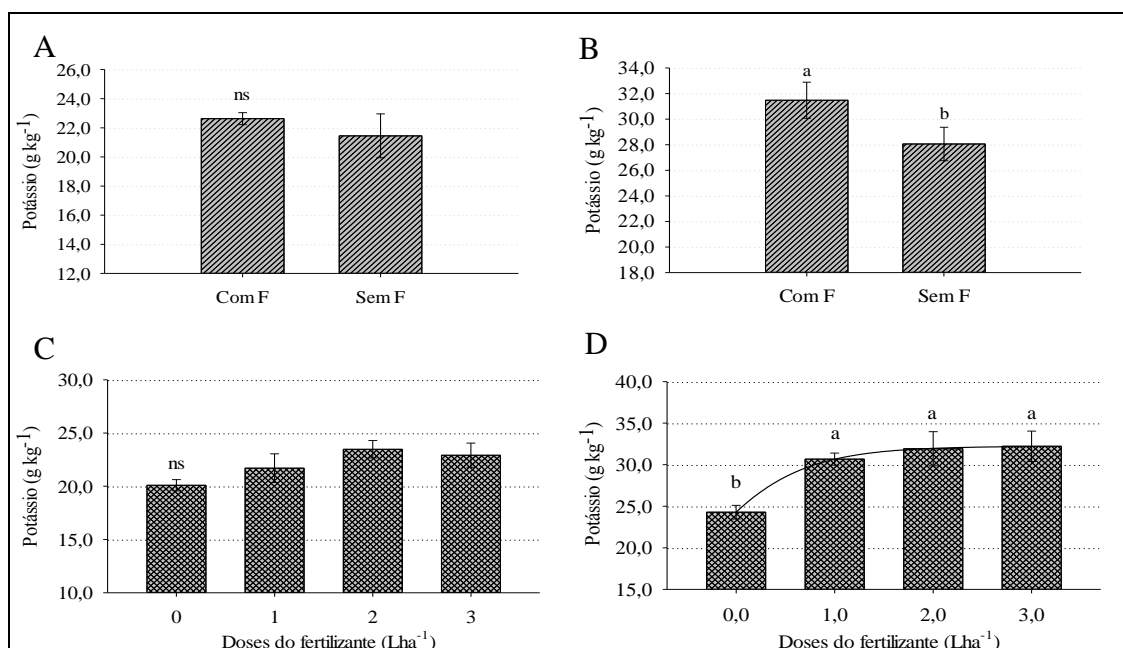 A
Potássio (g kg-1)
26,0
24,0
22,0
20,0
18,0
16,0
14,0
12,0
ns
Com F
Sem F
B
Potássio (g kg-1)
34,0
32,0
30,0
28,0
26,0
24,0
22,0
20,0
18,0
a
b
Com F
Sem F
C
Potássio (g kg-1)
30,0
25,0
20,0
15,0
10,0
ns
0
1
2
3
Doses do fertilizante (Lha-1)
D
Potássio (g kg-1)
40,0
35,0
30,0
25,0
20,0
15,0
b
a
a
a
0,0
1,0
2,0
3,0
Doses do fertilizante (Lha-1)